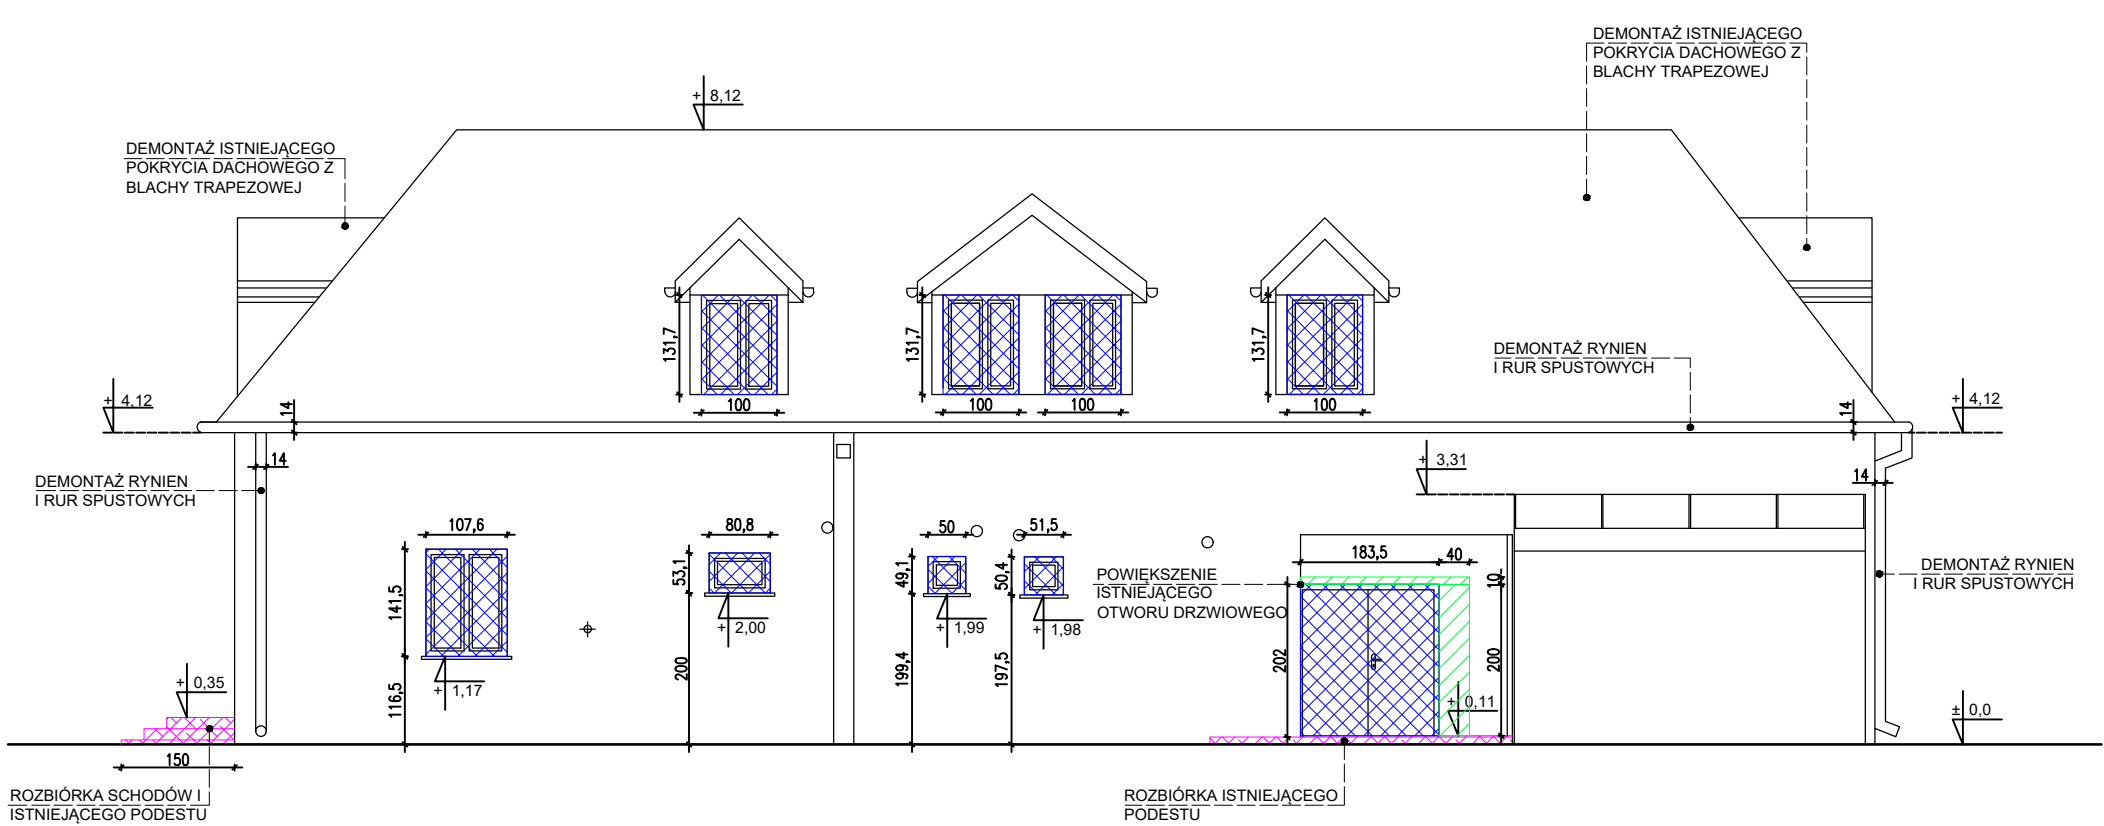 DEMONTAŻ ISTNIEJĄCEGO
POKRYCIA DACHOWEGO Z
BLACHY TRAPEZOWEJ
+ 8,12
DEMONTAŻ ISTNIEJĄCEGO
POKRYCIA DACHOWEGO Z
BLACHY TRAPEZOWEJ
131,7
131,7
131,7
DEMONTAŻ RYNIEN
I RUR SPUSTOWYCH
100
100
100
100
+ 4,12
14
14
+ 4,12
+ 3,31
14
14
DEMONTAŻ RYNIEN
I RUR SPUSTOWYCH
107,6
80,8
50
51,5
183,5
40
141,5
53,1
49,1
50,4
10
POWIĘKSZENIE
ISTNIEJĄCEGO
OTWORU DRZWIOWEGO
DEMONTAŻ RYNIEN
I RUR SPUSTOWYCH
+ 2,00
+ 1,99
+ 1,98
202
200
200
199,4
197,5
+ 0,35
116,5
+ 1,17
+ 0,11
± 0,0
150
ROZBIÓRKA SCHODÓW I
ISTNIEJĄCEGO PODESTU
ROZBIÓRKA ISTNIEJĄCEGO
PODESTU